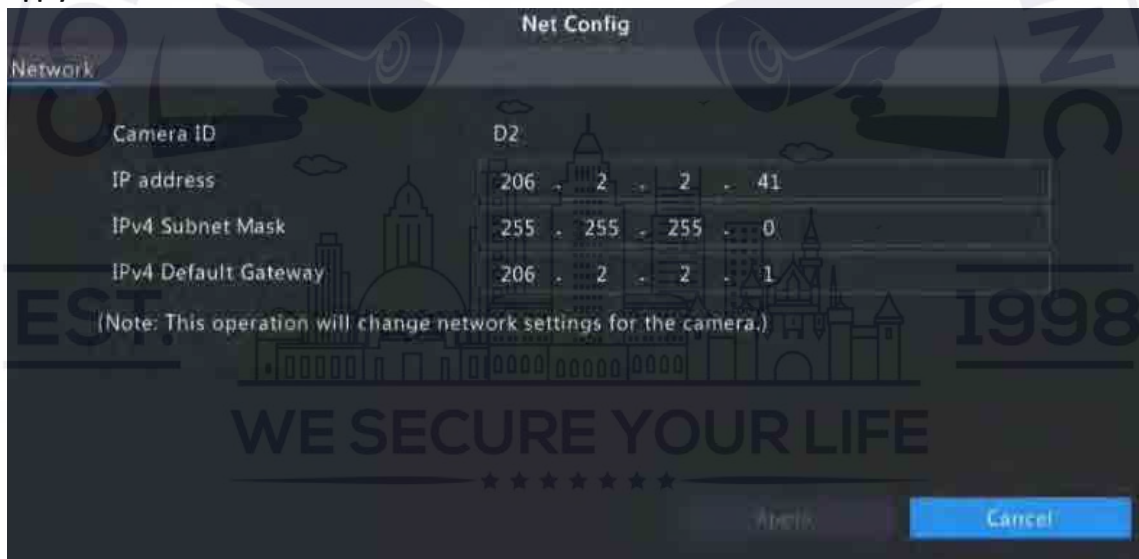 Net Config
Network
Camera ID D2
IP address 206 . 2 . 2 . 41
IPv4 Subnet Mask 255 . 255 . 255 . 0
IPv4 Default Gateway 206 . 2 . 2 . 1
EST. 1998
(Note: This operation will change network settings for the camera.)
WE SECURE YOUR LIFE
Cancel